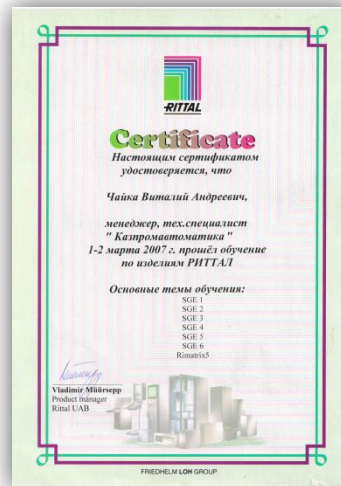 RITTAL
Certificate
Настоящим сертификатом
удостоверяется, что
Чайка Виталий Андреевич,
менеджер, тех.специалист
" Казпромавтоматика "
1-2 марта 2007 г. прошёл обучение
по изделиям РИТТАЛ
Основные темы обучения:
SGE 1
SGE 2
SGE 3
SGE 4
SGE 5
SGE 6
Rimatrix5
Vladimir Müürsepp
Product manager
Rittal UAB
FRIEDHELM LOH GROUP